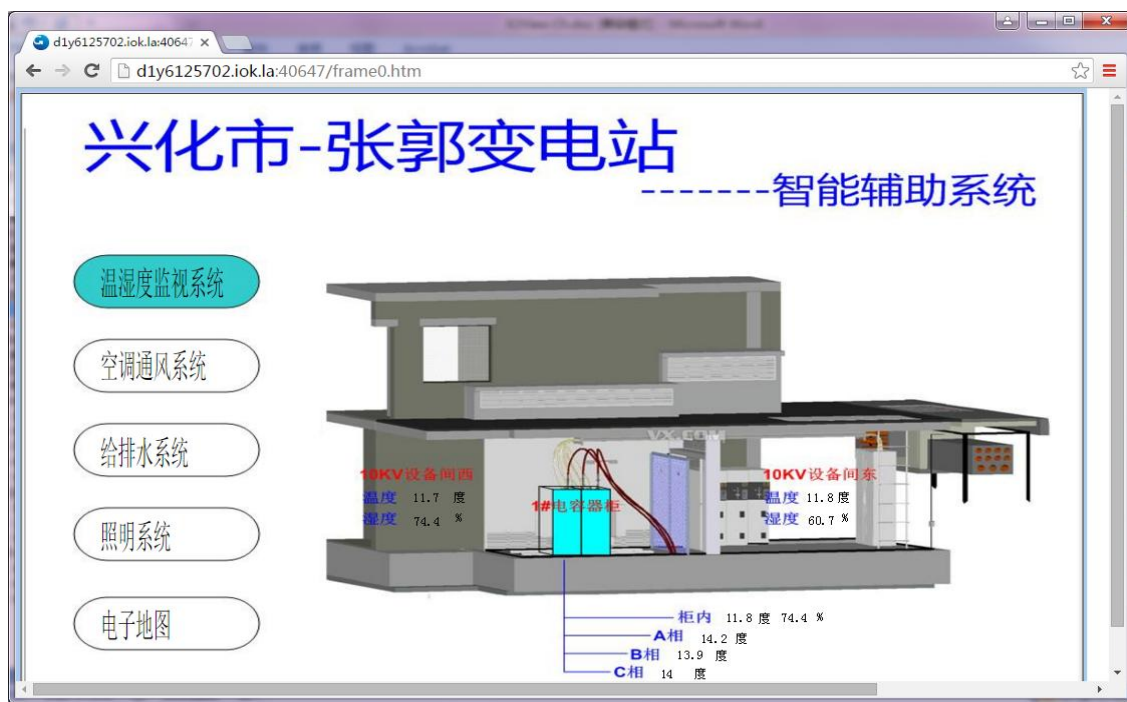 d1y6125702.iok.la:4064
d1y6125702.iok.la:40647/frame0.htm
兴化市-张郭变电站
-------智能辅助系统
温湿度监视系统
空调通风系统
给排水系统
照明系统
电子地图
VX.COM
10KV设备间西
温度 11.7 度
湿度 74.4 %
1#电容器柜
10KV设备间东
温度 11.8 度
湿度 60.7 %
柜内 11.8 度 74.4 %
A相 14.2 度
B相 13.9 度
C相 14 度